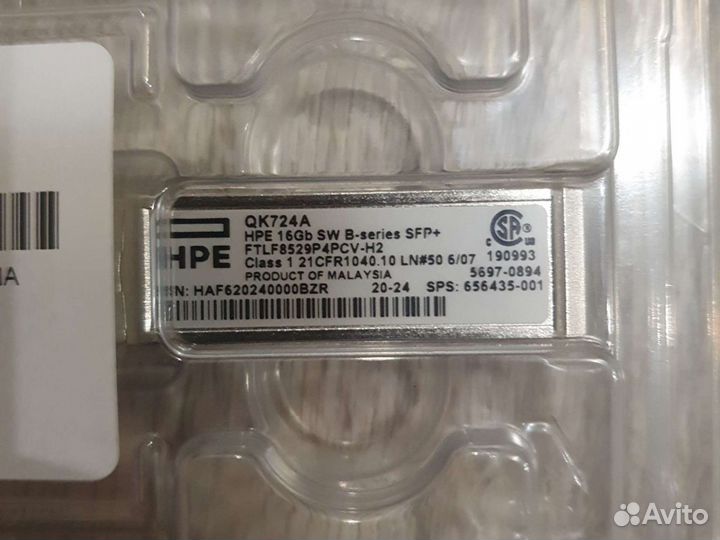 QK724A
HPE 16Gb SW B-series SFP+
FTLF8529P4PCV-H2
Class 1 21CFR1040.10 LN#50 6/07
PRODUCT OF MALAYSIA
HPE
SN: HAF620240000BZR 20-24 SPS: 656435-001
190993
5697-0894
Avito